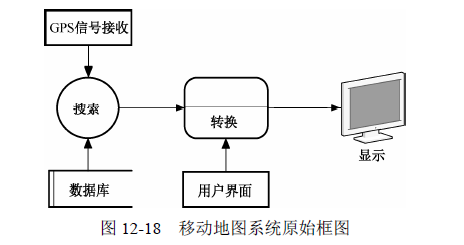 GPS信号接收
搜索
转换
显示
数据库
用户界面
图 12-18 移动地图系统原始框图